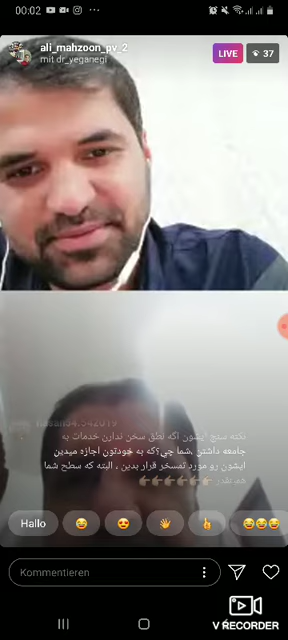 00:02
ali_mahzoon_pv_2
mit dr_yeganegi
LIVE
37
hasan54.542019
نکته سنج ایشون اگه نطق سخن ندارن خدمات به
جامعه داشتن ,شما چی؟که به خودتون اجازه میدین
ایشون رو مورد تمسخر قرار بدین ، البته که سطح شما
Hallo
Kommentieren
V RECORDER